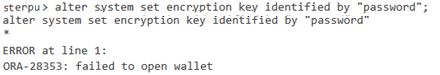 sterpu> alter system set encryption key identified by "password";
alter system set encryption key identified by "password"
*
ERROR at line 1:
ORA-28353: failed to open wallet